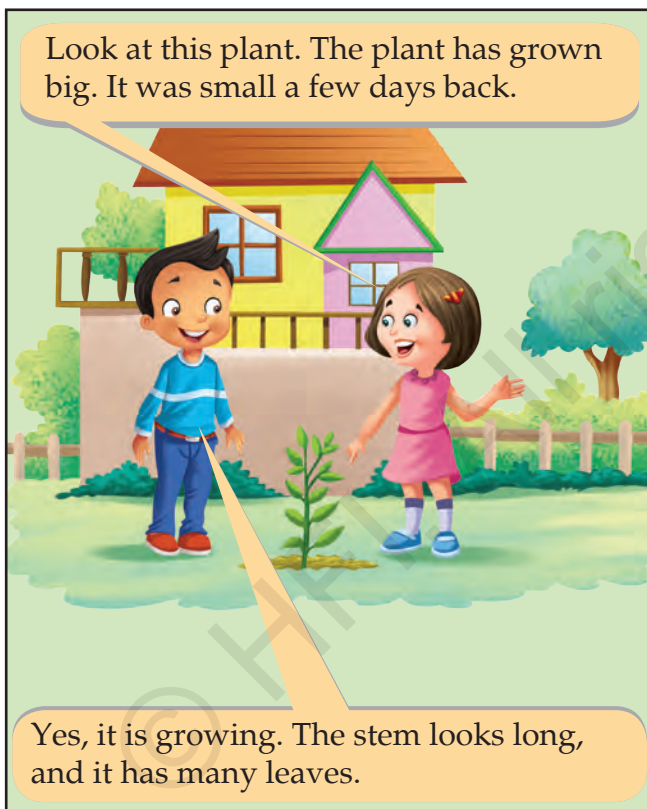 Look at this plant. The plant has grown
big. It was small a few days back.
Yes, it is growing. The stem looks long,
and it has many leaves.